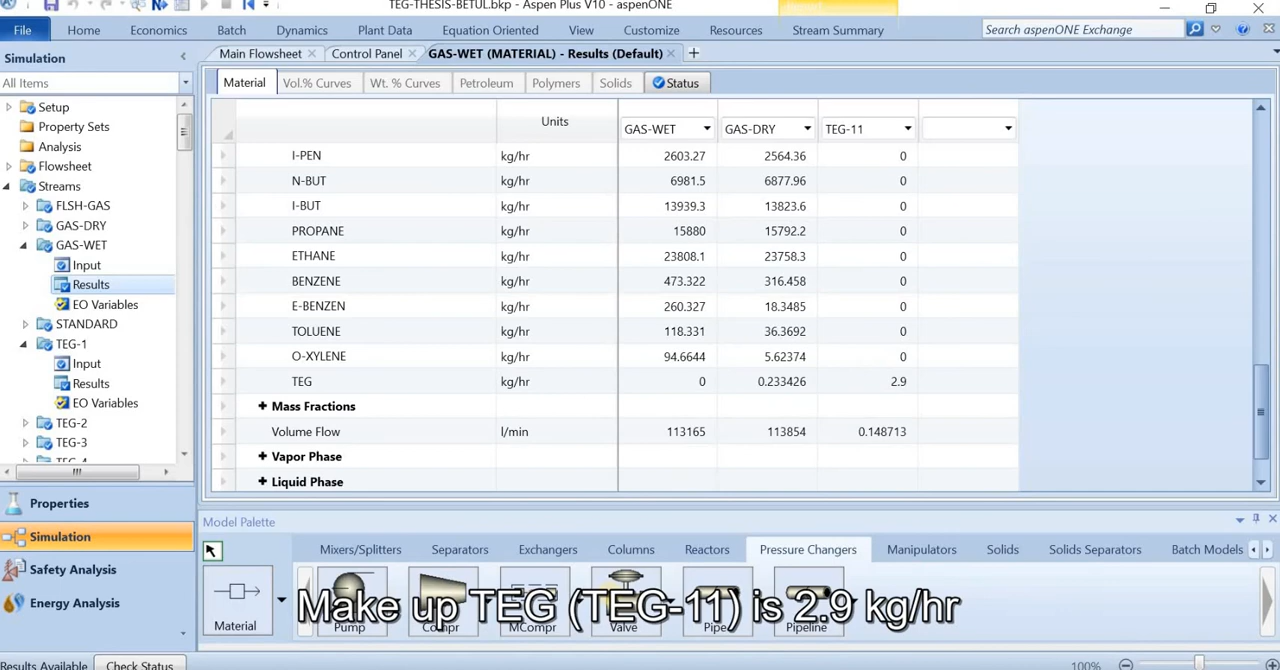 TEG-THESIS-BETUL.bkp - Aspen Plus V10 - aspenONE
File Home Economics Batch Dynamics Plant Data Equation Oriented View Customize Resources Stream Summary Search aspenONE Exchange
Simulation
Main Flowsheet Control Panel GAS-WET (MATERIAL) - Results (Default) +
All Items
Material Vol.% Curves Wt. % Curves Petroleum Polymers Solids Status
Setup
Property Sets
Analysis
Flowsheet
Streams
FLSH-GAS
GAS-DRY
GAS-WET
Input
Results
EO Variables
STANDARD
TEG-1
Input
Results
EO Variables
TEG-2
TEG-3
TEG-4
Properties
Simulation
Safety Analysis
Energy Analysis
Units GAS-WET GAS-DRY TEG-11
I-PEN kg/hr 2603.27 2564.36 0
N-BUT kg/hr 6981.5 6877.96 0
I-BUT kg/hr 13939.3 13823.6 0
PROPANE kg/hr 15880 15792.2 0
ETHANE kg/hr 23808.1 23758.3 0
BENZENE kg/hr 473.322 316.458 0
E-BENZEN kg/hr 260.327 18.3485 0
TOLUENE kg/hr 118.331 36.3692 0
O-XYLENE kg/hr 94.6644 5.62374 0
TEG kg/hr 0 0.233426 2.9
+ Mass Fractions
Volume Flow l/min 113165 113854 0.148713
+ Vapor Phase
+ Liquid Phase
Model Palette
Mixers/Splitters Separators Exchangers Columns Reactors Pressure Changers Manipulators Solids Solids Separators Batch Models
Material Pump Compr MCompr Valve Pipe Pipeline
Make up TEG (TEG-11) is 2.9 kg/hr
Results Available Check Status 100%